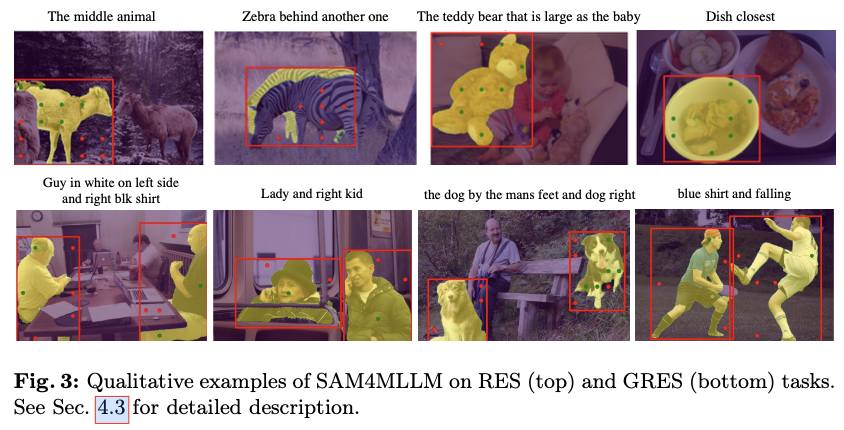 The middle animal
Zebra behind another one
The teddy bear that is large as the baby
Dish closest
Guy in white on left side
and right blk shirt
Lady and right kid
the dog by the mans feet and dog right
blue shirt and falling
Fig. 3: Qualitative examples of SAM4MLLM on RES (top) and GRES (bottom) tasks.
See Sec. 4.3 for detailed description.